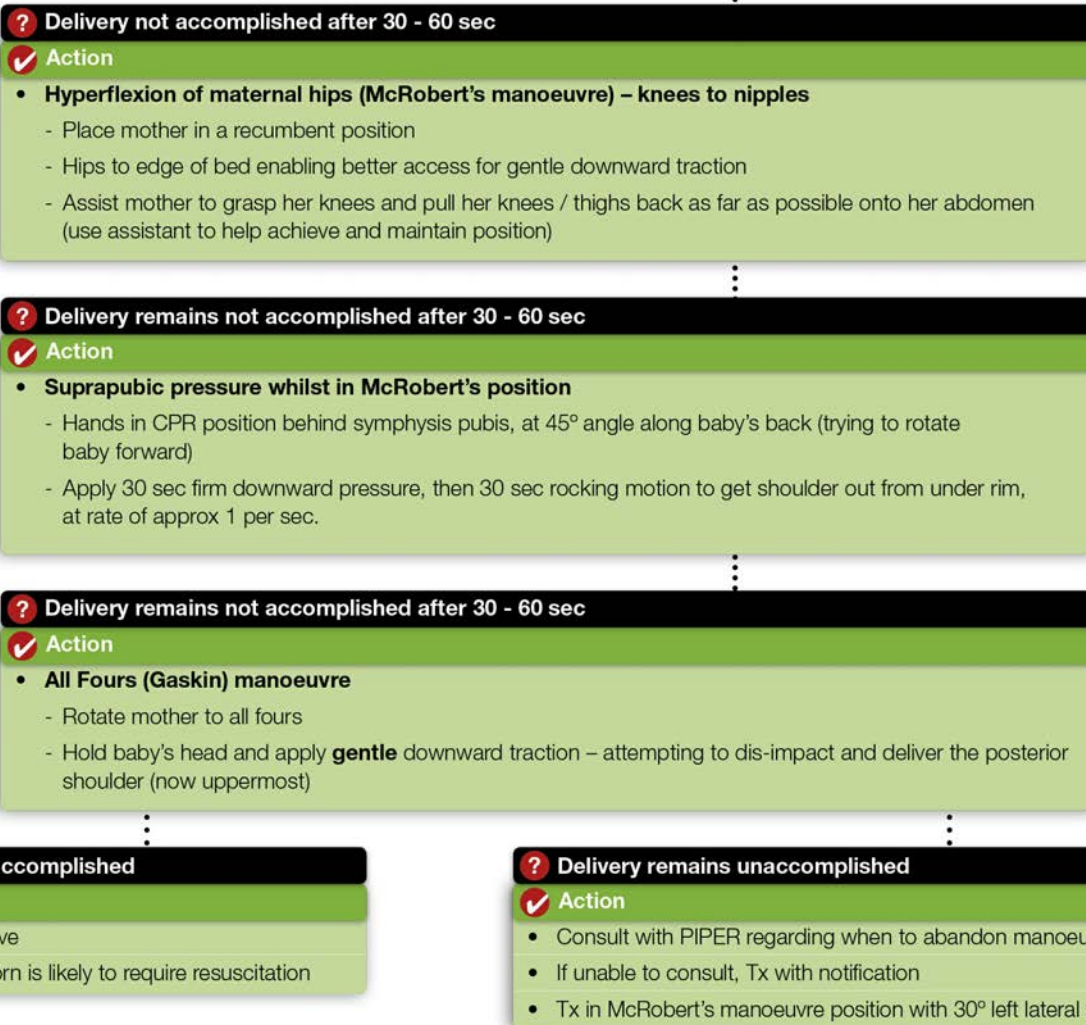 Delivery not accomplished after 30 - 60 sec
Action
• Hyperflexion of maternal hips (McRobert's manoeuvre) – knees to nipples
- Place mother in a recumbent position
- Hips to edge of bed enabling better access for gentle downward traction
- Assist mother to grasp her knees and pull her knees / thighs back as far as possible onto her abdomen
(use assistant to help achieve and maintain position)
Delivery remains not accomplished after 30 - 60 sec
Action
• Suprapubic pressure whilst in McRobert's position
- Hands in CPR position behind symphysis pubis, at 45º angle along baby's back (trying to rotate
baby forward)
- Apply 30 sec firm downward pressure, then 30 sec rocking motion to get shoulder out from under rim,
at rate of approx 1 per sec.
Delivery remains not accomplished after 30 - 60 sec
Action
• All Fours (Gaskin) manoeuvre
- Rotate mother to all fours
- Hold baby's head and apply gentle downward traction – attempting to dis-impact and deliver the posterior
shoulder (now uppermost)
ccomplished
ve
rn is likely to require resuscitation
Delivery remains unaccomplished
Action
• Consult with PIPER regarding when to abandon manoeu
• If unable to consult, Tx with notification
• Tx in McRobert's manoeuvre position with 30º left lateral